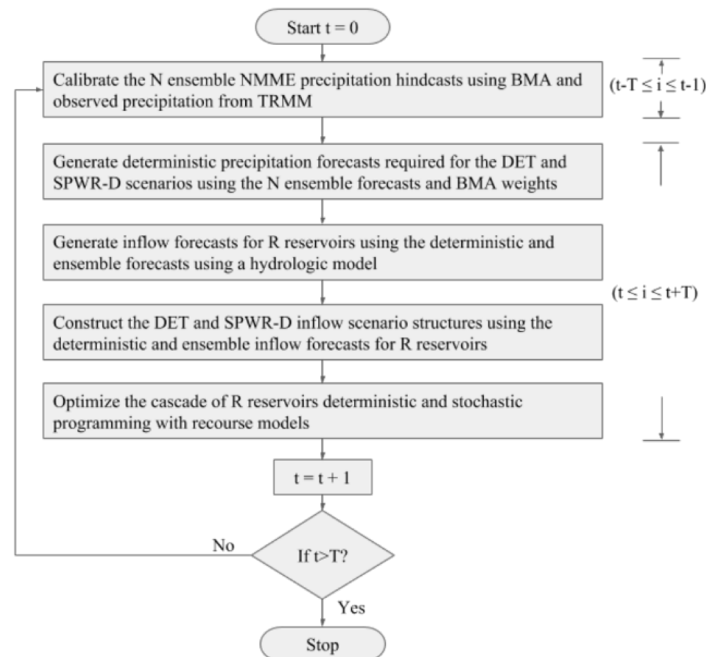 Start t = 0
Calibrate the N ensemble NMME precipitation hindcasts using BMA and
observed precipitation from TRMM
(t-T ≤ i ≤ t-1)
Generate deterministic precipitation forecasts required for the DET and
SPWR-D scenarios using the N ensemble forecasts and BMA weights
Generate inflow forecasts for R reservoirs using the deterministic and
ensemble forecasts using a hydrologic model
(t ≤ i ≤ t+T)
Construct the DET and SPWR-D inflow scenario structures using the
deterministic and ensemble inflow forecasts for R reservoirs
Optimize the cascade of R reservoirs deterministic and stochastic
programming with recourse models
t = t + 1
No
If t>T?
Yes
Stop